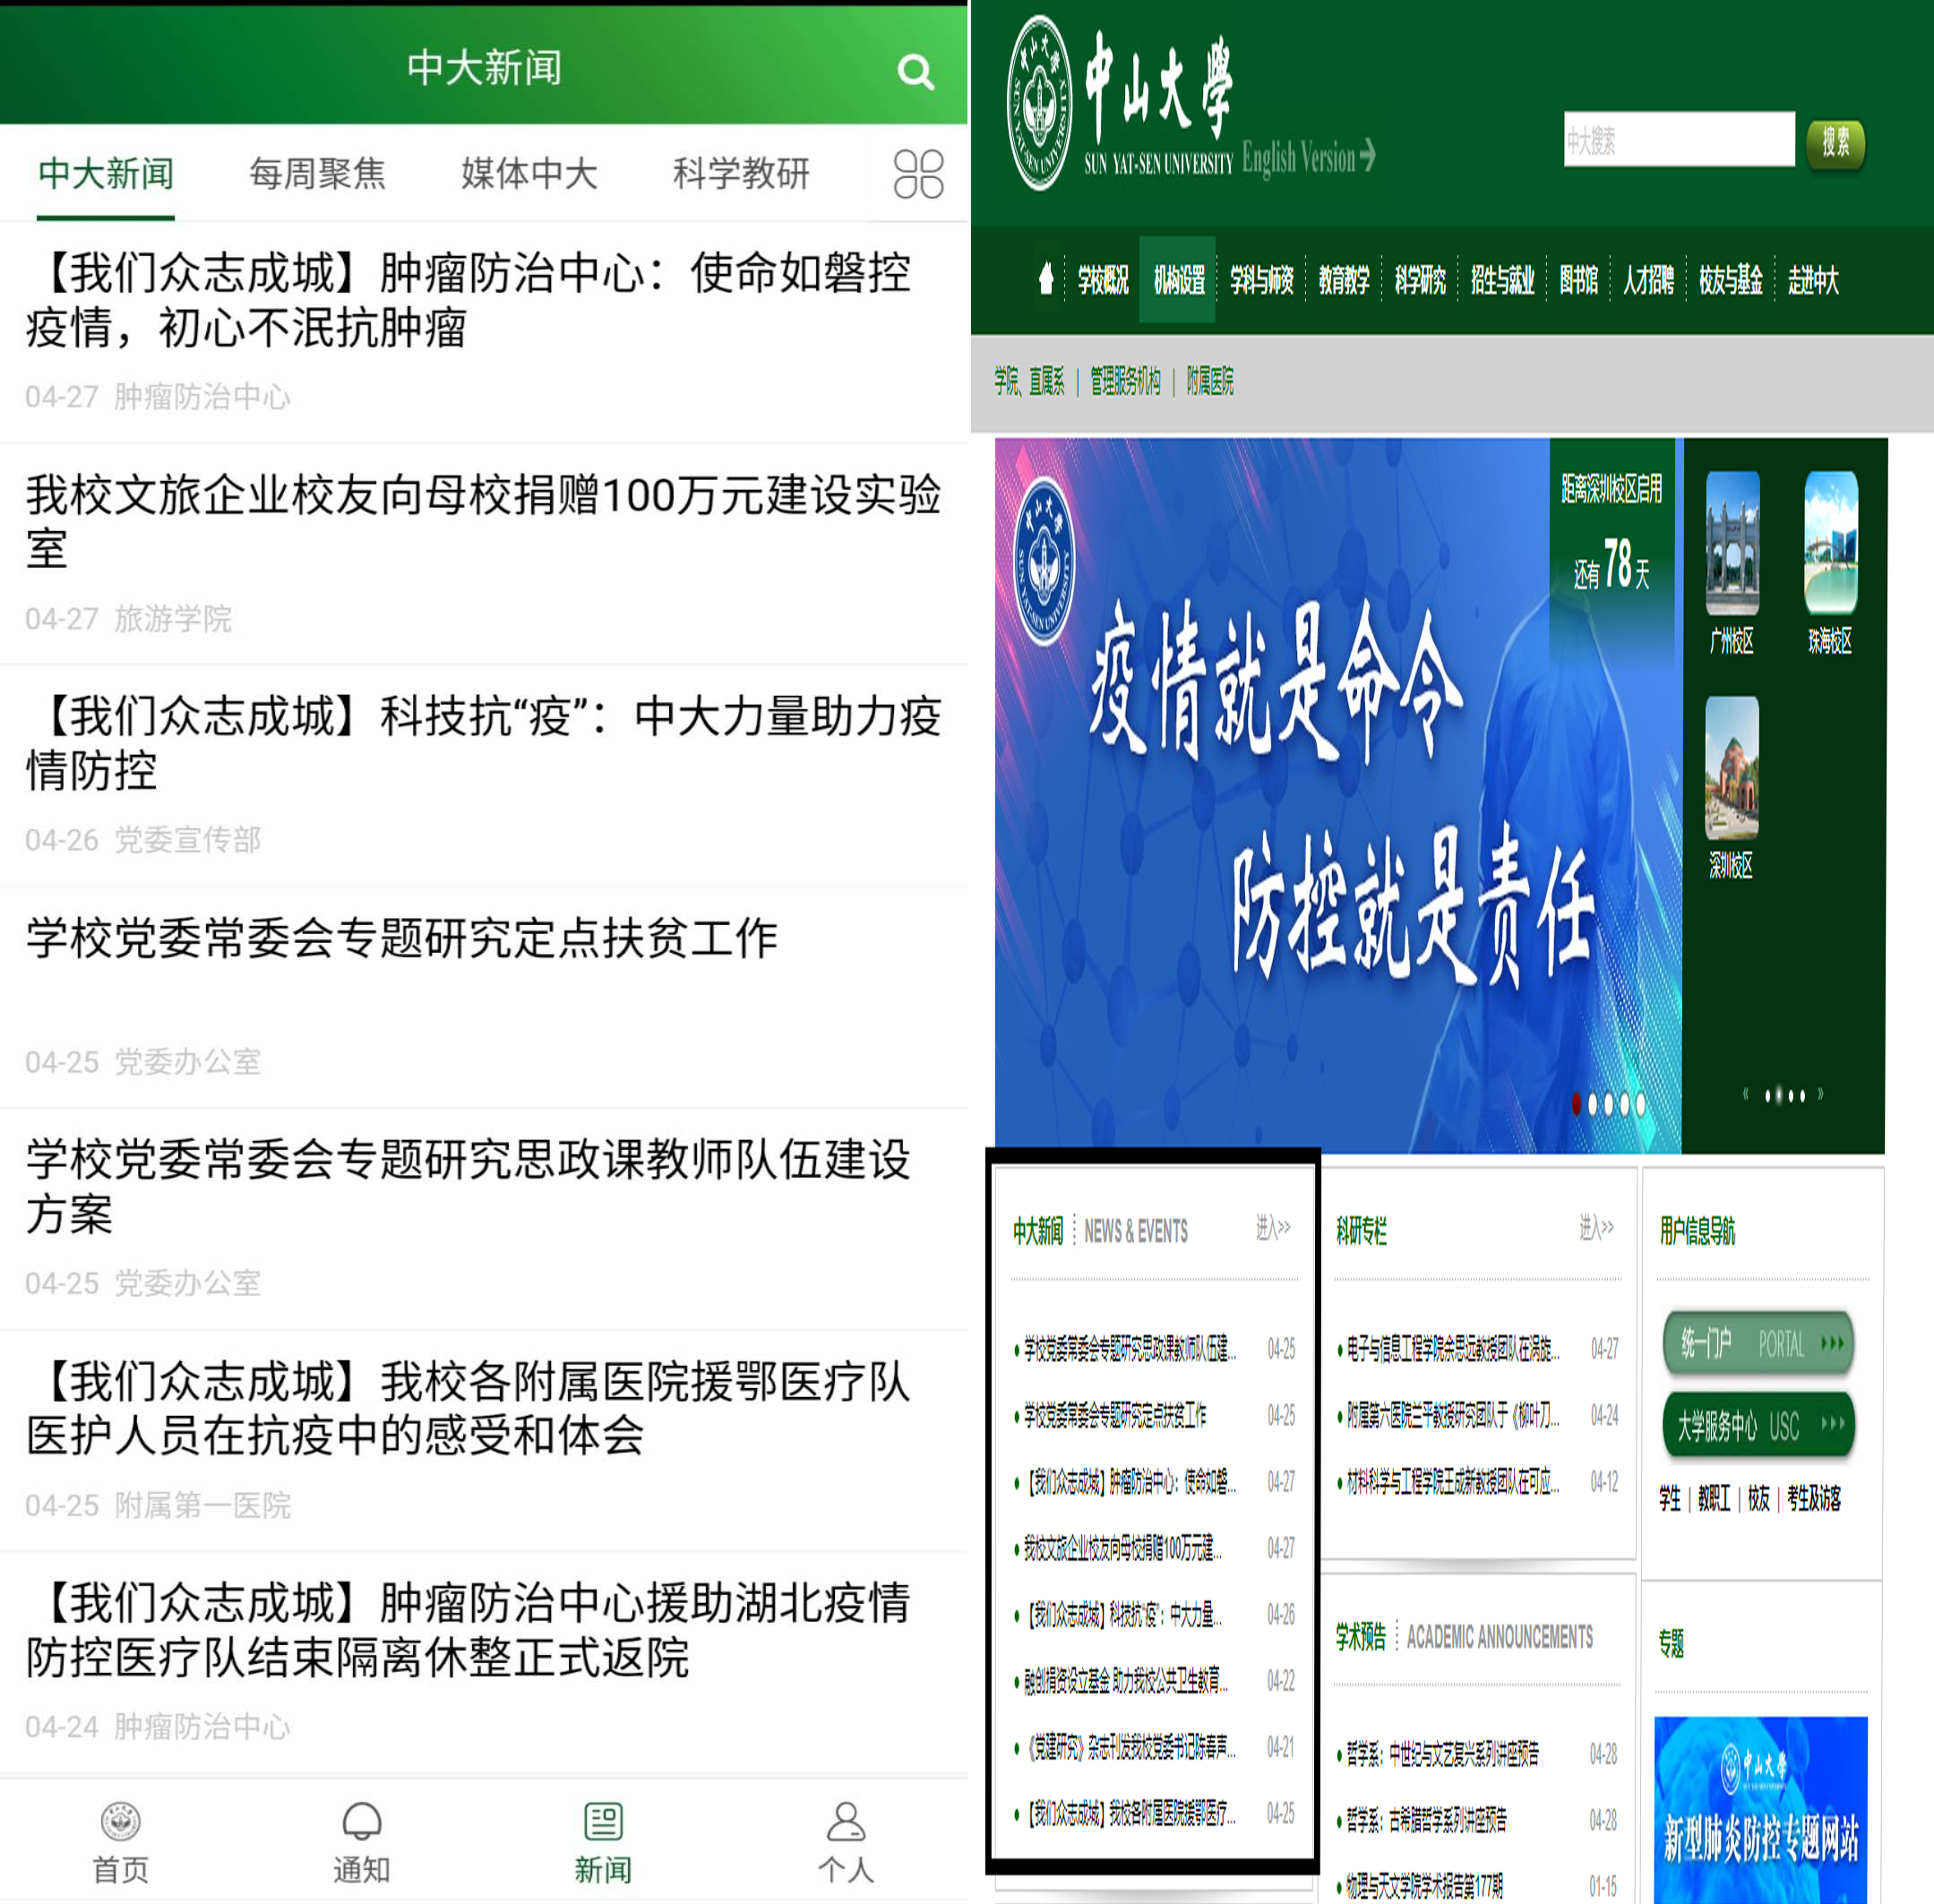 中大新闻
中大新闻 每周聚焦 媒体中大 科学教研
【我们众志成城】肿瘤防治中心：使命如磐控
疫情，初心不泯抗肿瘤
04-27 肿瘤防治中心
我校文旅企业校友向母校捐赠100万元建设实验
室
04-27 旅游学院
【我们众志成城】科技抗“疫”：中大力量助力疫
情防控
04-26 党委宣传部
学校党委常委会专题研究定点扶贫工作
04-25 党委办公室
学校党委常委会专题研究思政课教师队伍建设
方案
04-25 党委办公室
【我们众志成城】我校各附属医院援鄂医疗队
医护人员在抗疫中的感受和体会
04-25 附属第一医院
【我们众志成城】肿瘤防治中心援助湖北疫情
防控医疗队结束隔离休整正式返院
04-24 肿瘤防治中心
首页 通知 新闻 个人
中山大學
SUN YAT-SEN UNIVERSITY English Version
中大搜索 搜索
学校概况 机构设置 学科与师资 教育教学 科学研究 招生与就业 图书馆 人才招聘 校友与基金 走进中大
学院、直属系 | 管理服务机构 | 附属医院
中山大學
SUN YAT-SEN UNIVERSITY
疫情就是命令
防控就是责任
距离深圳校区启用
还有 78 天
广州校区 珠海校区
深圳校区
中大新闻 NEWS & EVENTS 进入>>
学校党委常委会专题研究思政课教师队伍建... 04-25
学校党委常委会专题研究定点扶贫工作 04-25
【我们众志成城】肿瘤防治中心：使命如磐... 04-27
我校文旅企业校友向母校捐赠100万元建... 04-27
【我们众志成城】科技抗“疫”：中大力量... 04-26
融创捐资设立基金 助力我校公共卫生教育... 04-22
《党建研究》杂志刊发我校党委书记陈春声... 04-21
【我们众志成城】我校各附属医院援鄂医疗... 04-25
科研专栏 进入>>
电子与信息工程学院余思远教授团队在涡旋... 04-27
附属第六医院兰平教授研究团队于《柳叶刀... 04-24
材料科学与工程学院王成新教授团队在可应... 04-12
学术预告 ACADEMIC ANNOUNCEMENTS
哲学系：中世纪与文艺复兴系列讲座预告 04-28
哲学系：古希腊哲学系列讲座预告 04-28
物理与天文学院学术报告第177期 01-15
用户信息导航
统一门户 PORTAL
大学服务中心 USC
学生 | 教职工 | 校友 | 考生及访客
专题
中山大學
新型肺炎防控专题网站